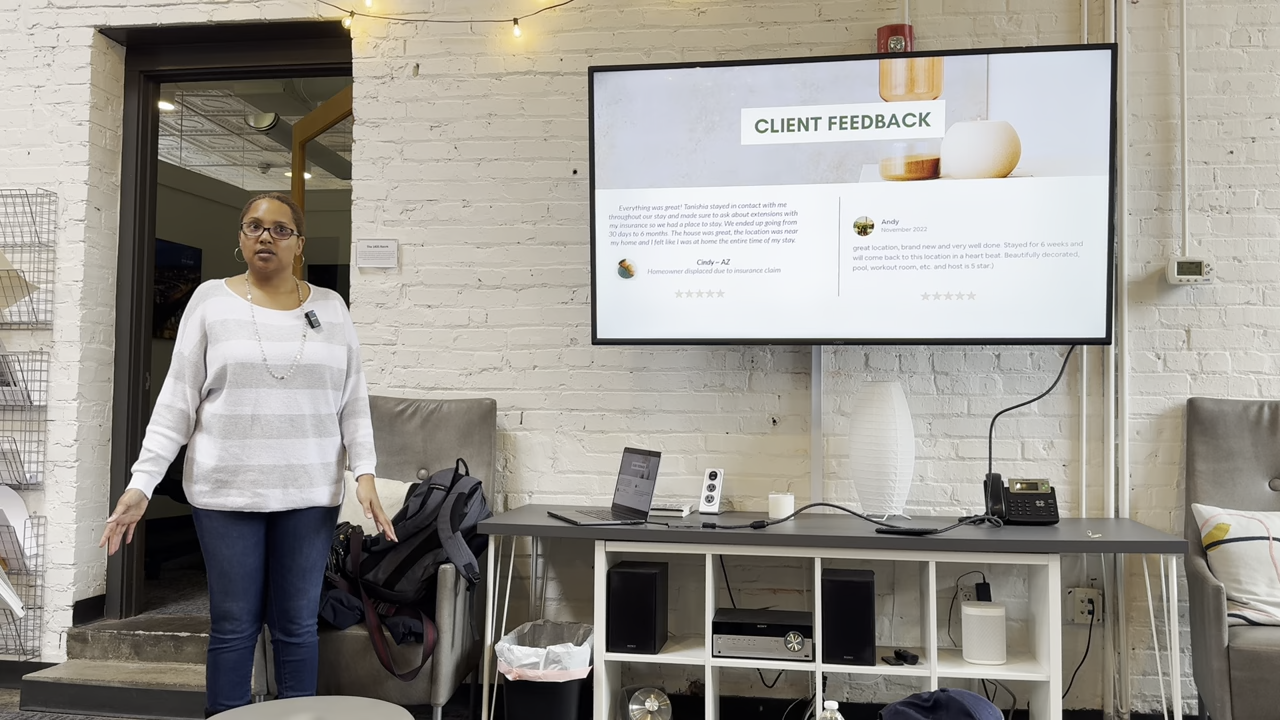 CLIENT FEEDBACK
Everything was great! Tanishia stayed in contact with me
throughout our stay and made sure to ask about extensions with
my insurance so we had a place to stay. We ended up going from
30 days to 6 months. The house was great, the location was near
my home and I felt like I was at home the entire time of my stay.
Cindy – AZ
Homeowner displaced due to insurance claim
Andy
November 2022
great location, brand new and very well done. Stayed for 6 weeks and
will come back to this location in a heart beat. Beautifully decorated,
pool, workout room, etc. and host is 5 star:)
SONY